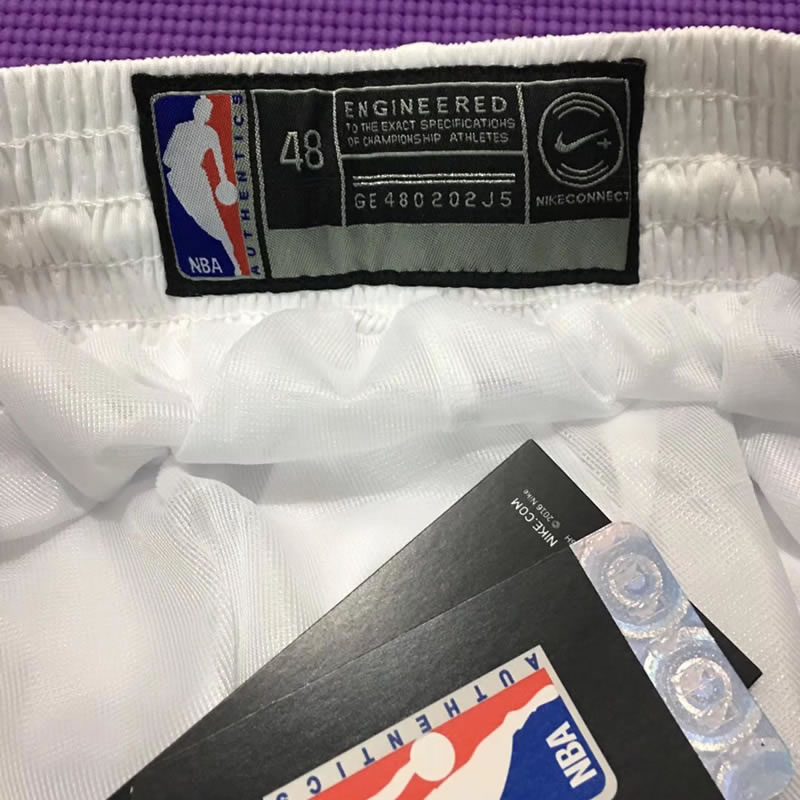 AUTHENTICS
NBA
48
ENGINEERED
TO THE EXACT SPECIFICATIONS
OF CHAMPIONSHIP ATHLETES
GE480202J5
NIKECONNECT
NIKE.COM
© 2016 Nike
SH
AUTHENTICS
NBA